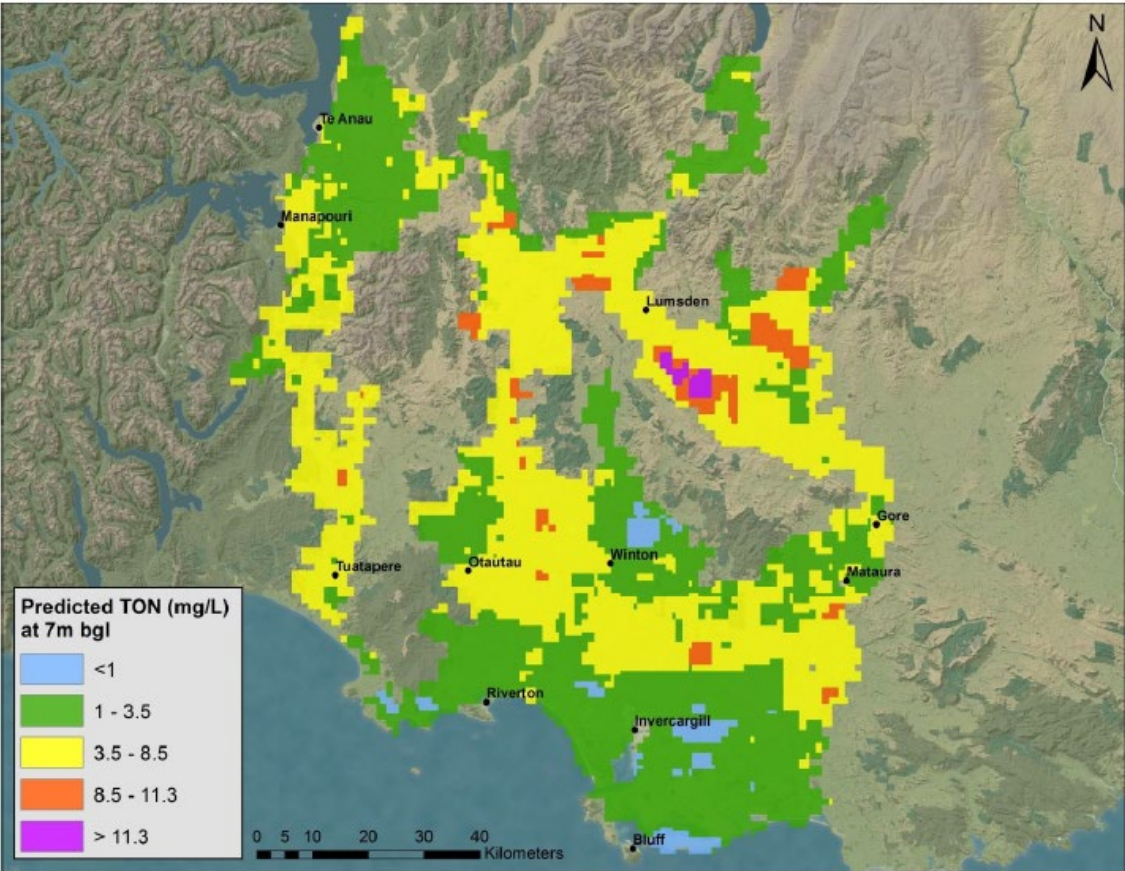 N
Te Anau
Manapouri
Lumsden
Gore
Winton
Otautau
Mataura
Tuatapere
Riverton
Invercargill
Bluff
Predicted TON (mg/L)
at 7m bgl
<1
1 - 3.5
3.5 - 8.5
8.5 - 11.3
> 11.3
0 5 10 20 30 40
Kilometers